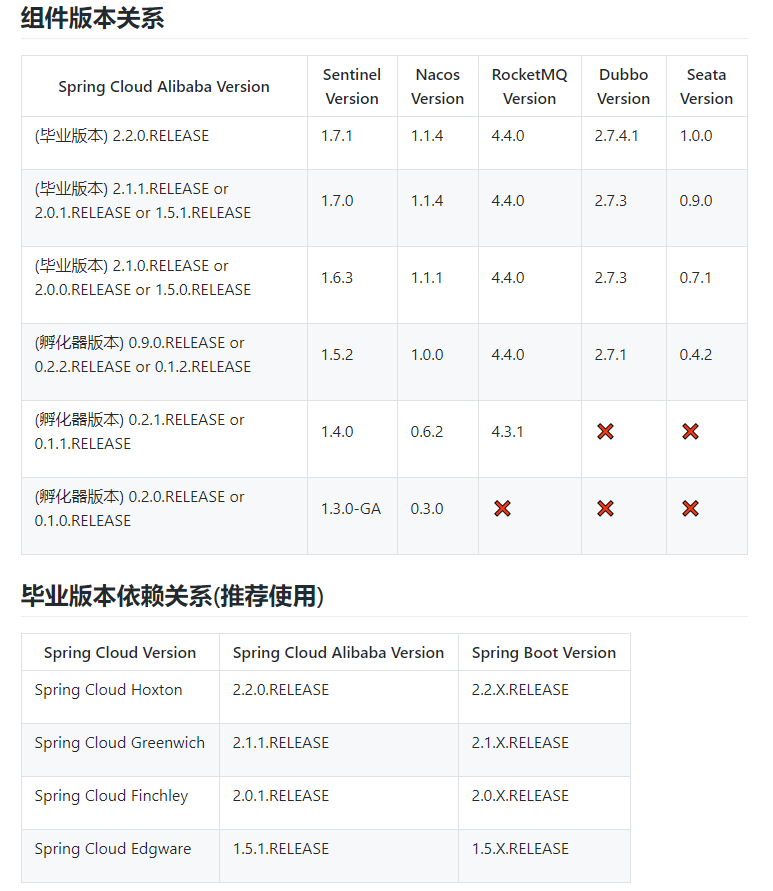 组件版本关系
Spring Cloud Alibaba Version Sentinel Version Nacos Version RocketMQ Version Dubbo Version Seata Version
(毕业版本) 2.2.0.RELEASE 1.7.1 1.1.4 4.4.0 2.7.4.1 1.0.0
(毕业版本) 2.1.1.RELEASE or 2.0.1.RELEASE or 1.5.1.RELEASE 1.7.0 1.1.4 4.4.0 2.7.3 0.9.0
(毕业版本) 2.1.0.RELEASE or 2.0.0.RELEASE or 1.5.0.RELEASE 1.6.3 1.1.1 4.4.0 2.7.3 0.7.1
(孵化器版本) 0.9.0.RELEASE or 0.2.2.RELEASE or 0.1.2.RELEASE 1.5.2 1.0.0 4.4.0 2.7.1 0.4.2
(孵化器版本) 0.2.1.RELEASE or 0.1.1.RELEASE 1.4.0 0.6.2 4.3.1 ❌ ❌
(孵化器版本) 0.2.0.RELEASE or 0.1.0.RELEASE 1.3.0-GA 0.3.0 ❌ ❌ ❌
毕业版本依赖关系(推荐使用)
Spring Cloud Version Spring Cloud Alibaba Version Spring Boot Version
Spring Cloud Hoxton 2.2.0.RELEASE 2.2.X.RELEASE
Spring Cloud Greenwich 2.1.1.RELEASE 2.1.X.RELEASE
Spring Cloud Finchley 2.0.1.RELEASE 2.0.X.RELEASE
Spring Cloud Edgware 1.5.1.RELEASE 1.5.X.RELEASE